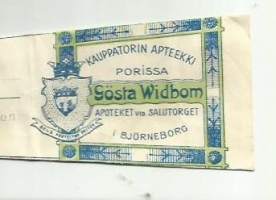 KAUPPATORIN APTEEKKI
PORISSA
Gösta Widbom
APOTEKET VID SALUTORGET
I BJÖRNEBORG